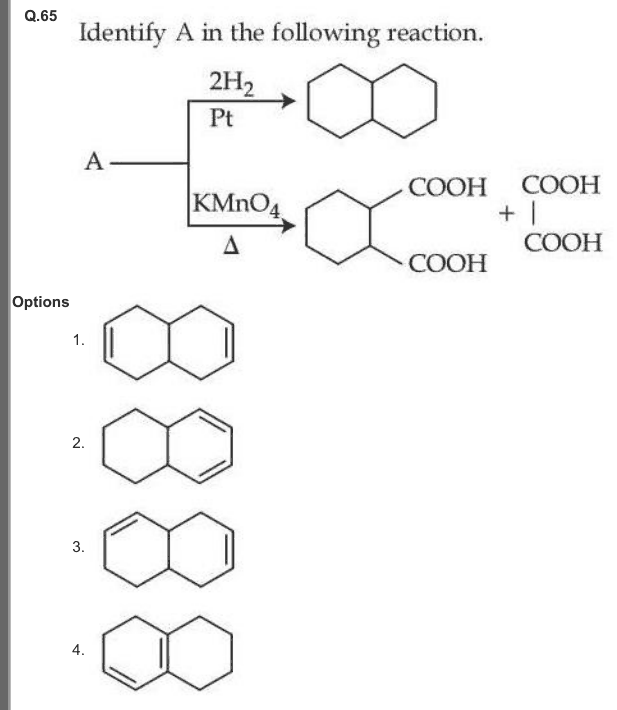 Q.65
Identify A in the following reaction.
2H₂
Pt
A
KMnO₄
Δ
COOH COOH
+ |
COOH COOH
Options
1.
2.
3.
4.